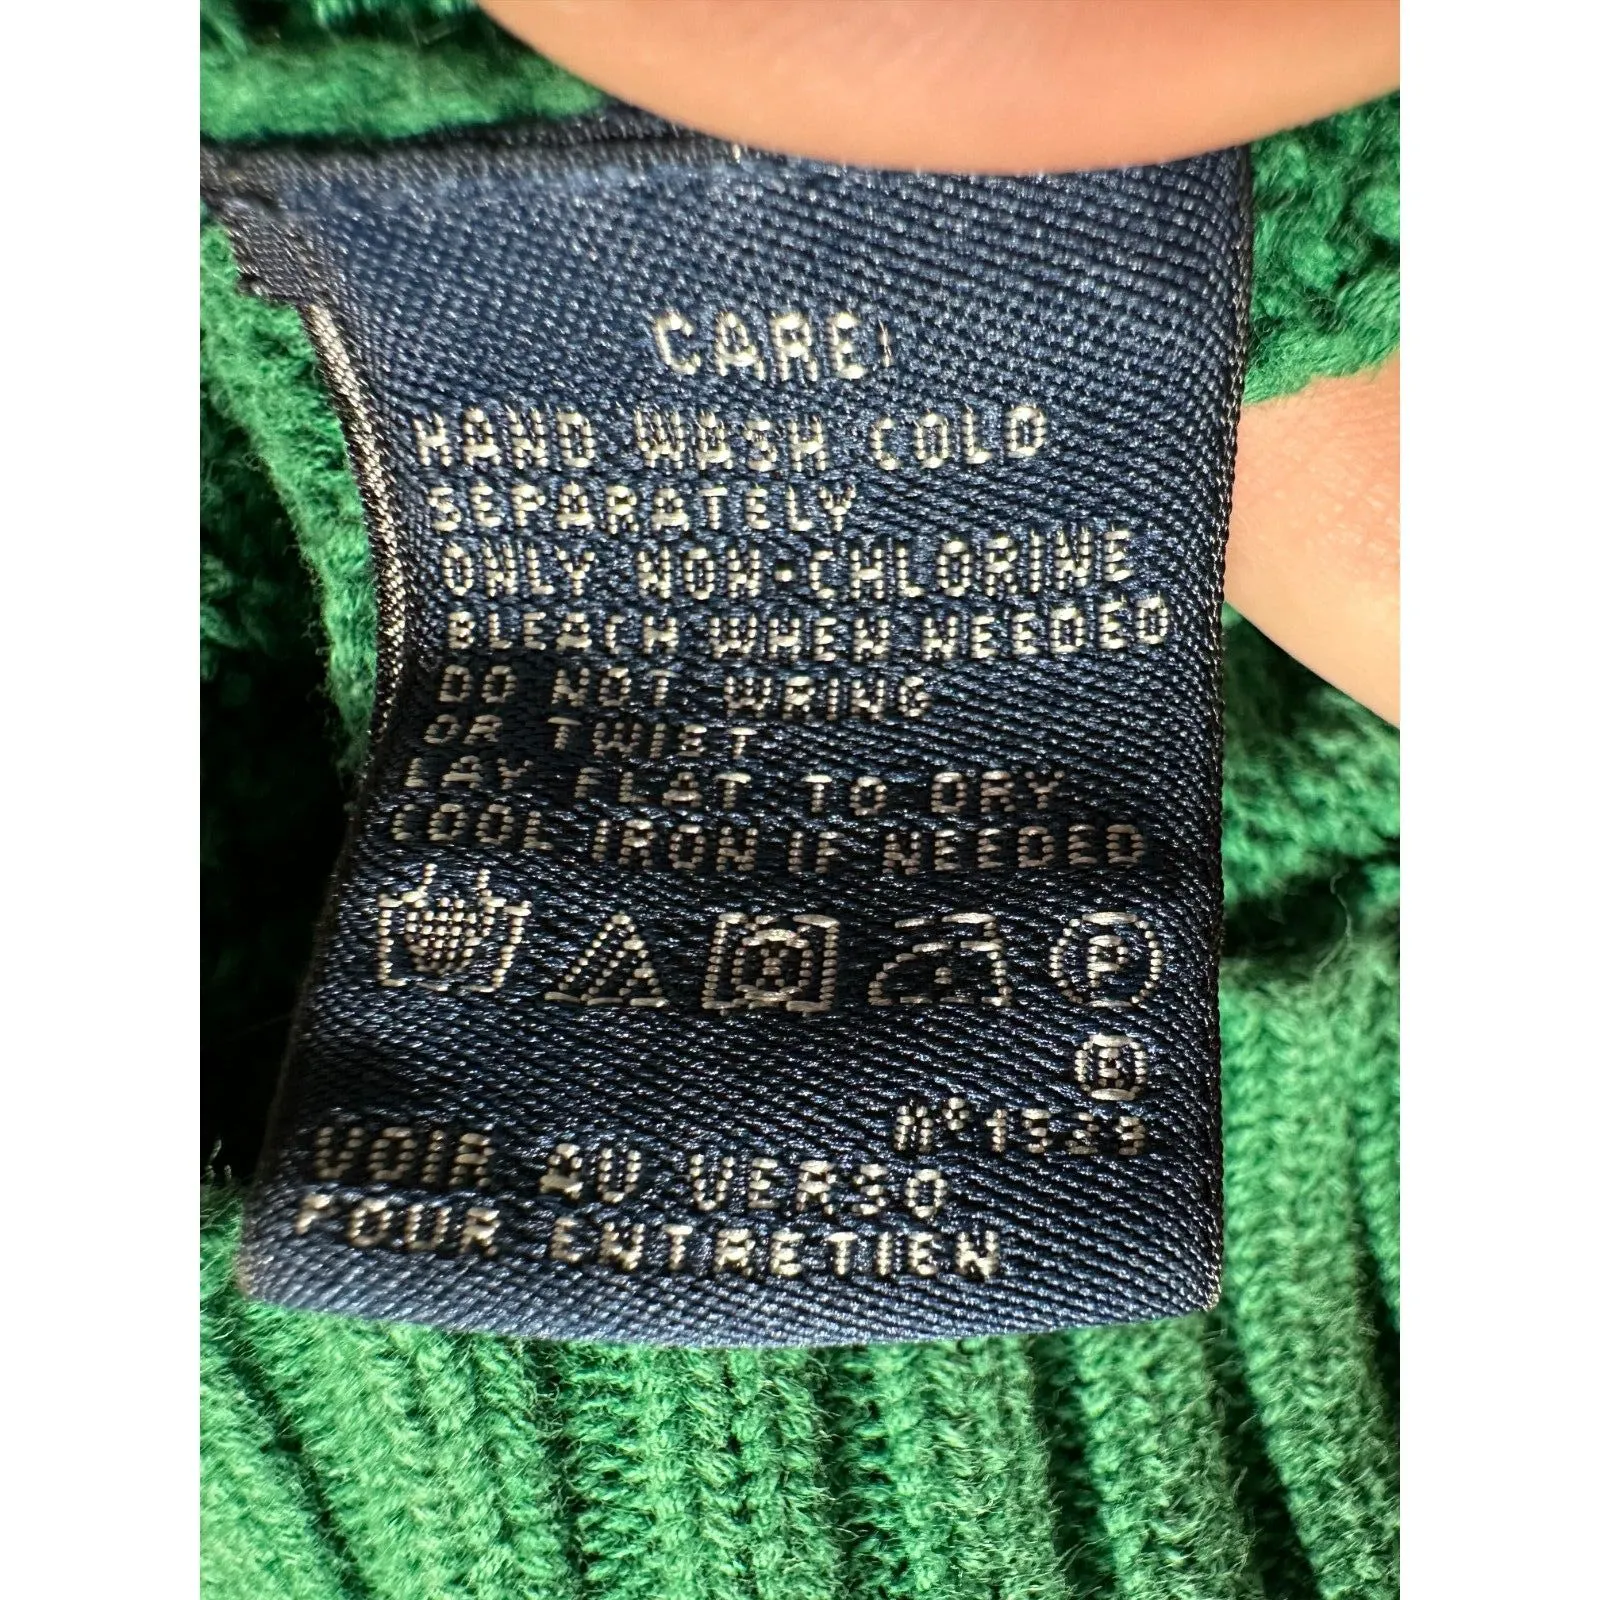 CARE:
HAND WASH COLD
SEPARATELY
ONLY NON-CHLORINE
BLEACH WHEN NEEDED
DO NOT WRING
OR TWIST
LAY FLAT TO DRY
COOL IRON IF NEEDED
P
VOIR AU VERSO
POUR ENTRETIEN